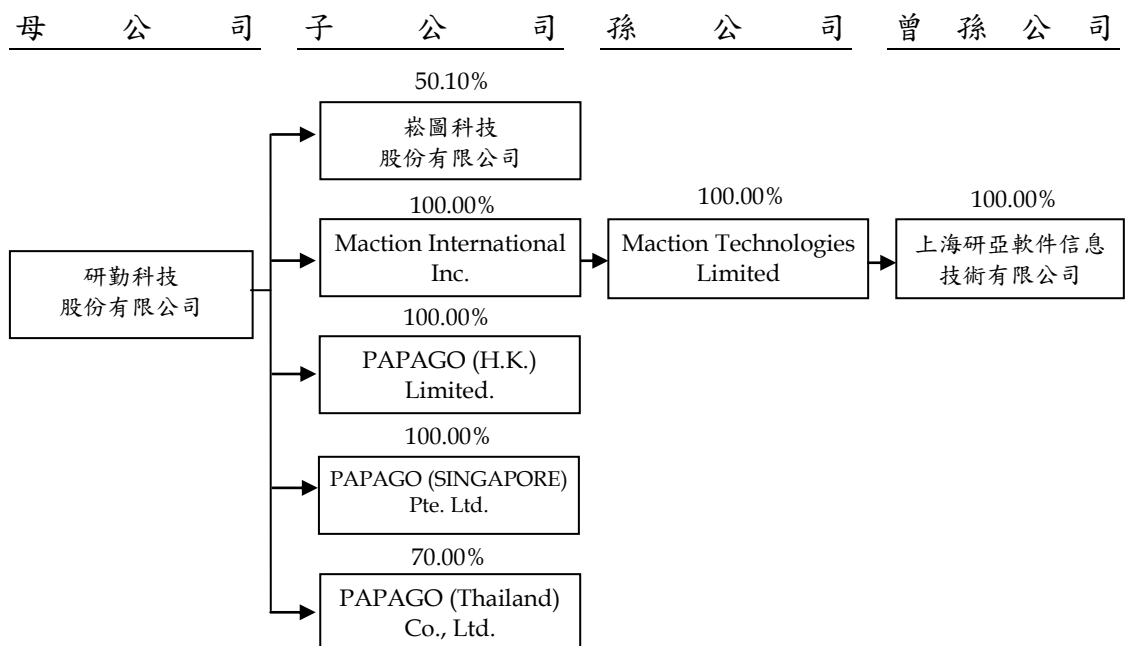 母公司 子公司 孫公司 曾孫公司
50.10%
崧圖科技
股份有限公司
100.00%
Maction International
Inc.
100.00%
Maction Technologies
Limited
100.00%
上海研亞軟件信息
技術有限公司
研勤科技
股份有限公司
100.00%
PAPAGO (H.K.)
Limited.
100.00%
PAPAGO (SINGAPORE)
Pte. Ltd.
70.00%
PAPAGO (Thailand)
Co., Ltd.